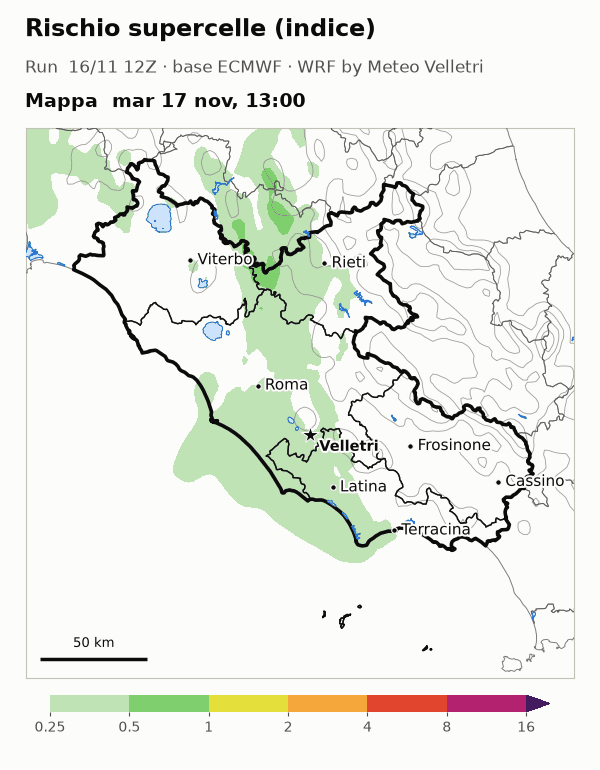 Rischio supercelle (indice)
Run  16/11 12Z · base ECMWF · WRF by Meteo Velletri
Mappa  mar 17 nov, 13:00
Viterbo
Rieti
Roma
Velletri
Frosinone
Cassino
Latina
Terracina
50 km
0.25 0.5 1 2 4 8 16